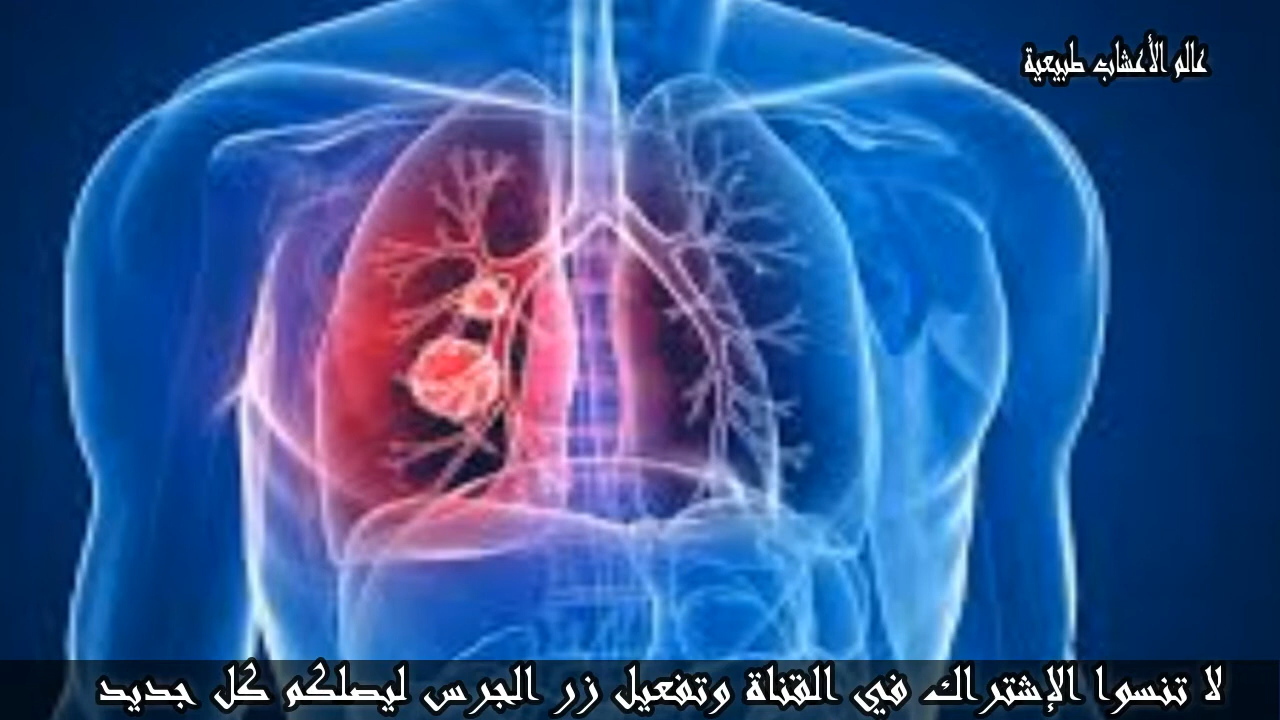 عالم الأعشاب طبيعية
لا تنسوا الإشتراك في القناة وتفعيل زر الجرس ليصلكم كل جديد